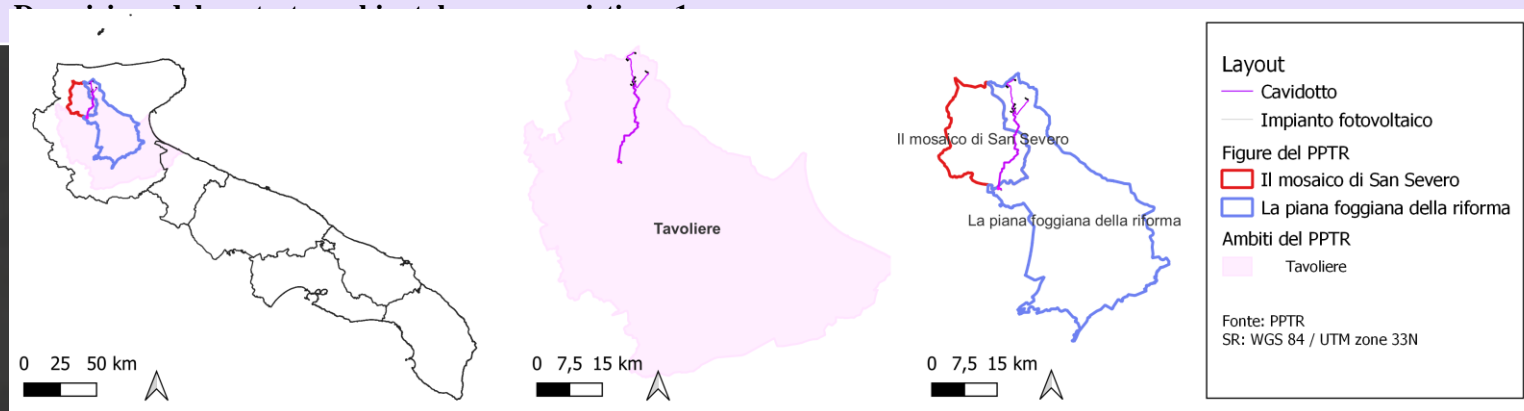 0 25 50 km
Tavoliere
0 7,5 15 km
Il mosaico di San Severo
La piana foggiana della riforma
0 7,5 15 km
Layout
Cavidotto
Impianto fotovoltaico
Figure del PPTR
Il mosaico di San Severo
La piana foggiana della riforma
Ambiti del PPTR
Tavoliere
Fonte: PPTR
SR: WGS 84 / UTM zone 33N